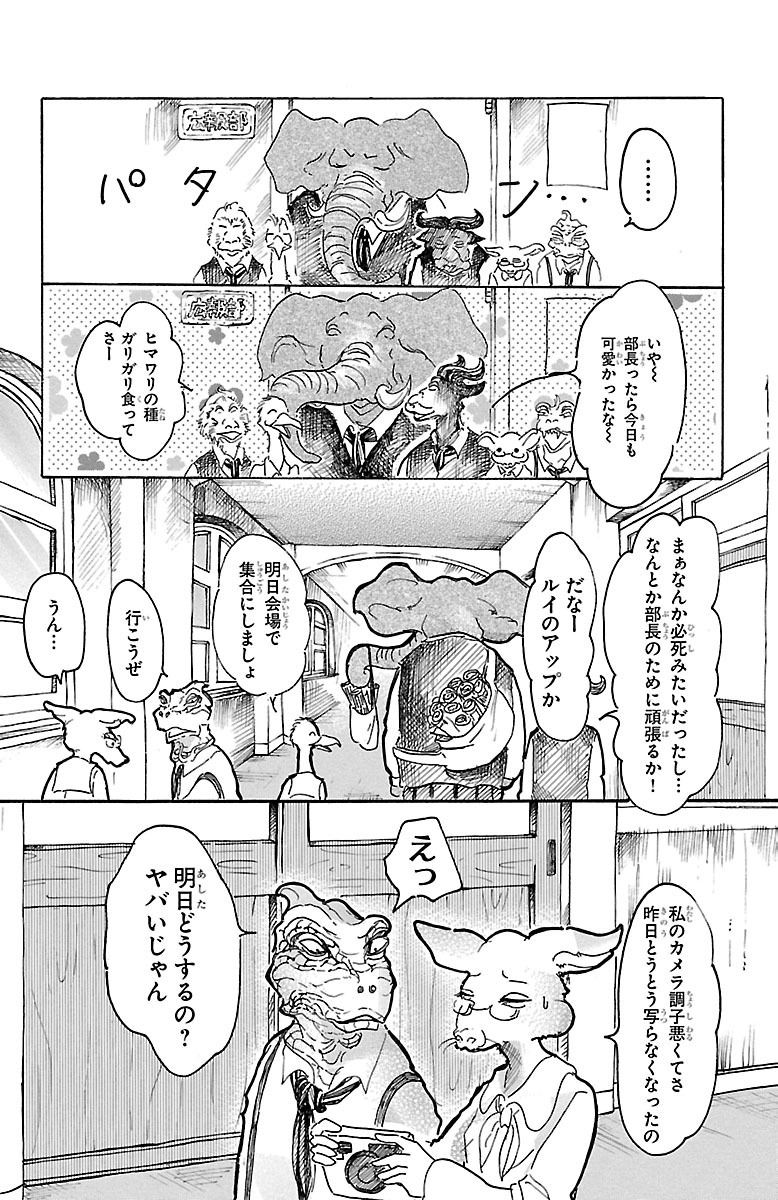 広報部
パタン…
………
広報部
いや〜
部長ったら今日も
可愛かったな〜
ヒマワリの種
ガリガリ食って
さー
まぁなんか必死みたいだったし…
なんとか部長のために頑張るか！
だなー
ルイのアップか
明日会場で
集合にしましょ
行こうぜ
うん…
私のカメラ調子悪くてさ
昨日とうとう写らなくなったの
えっ
明日どうするの？
ヤバいじゃん